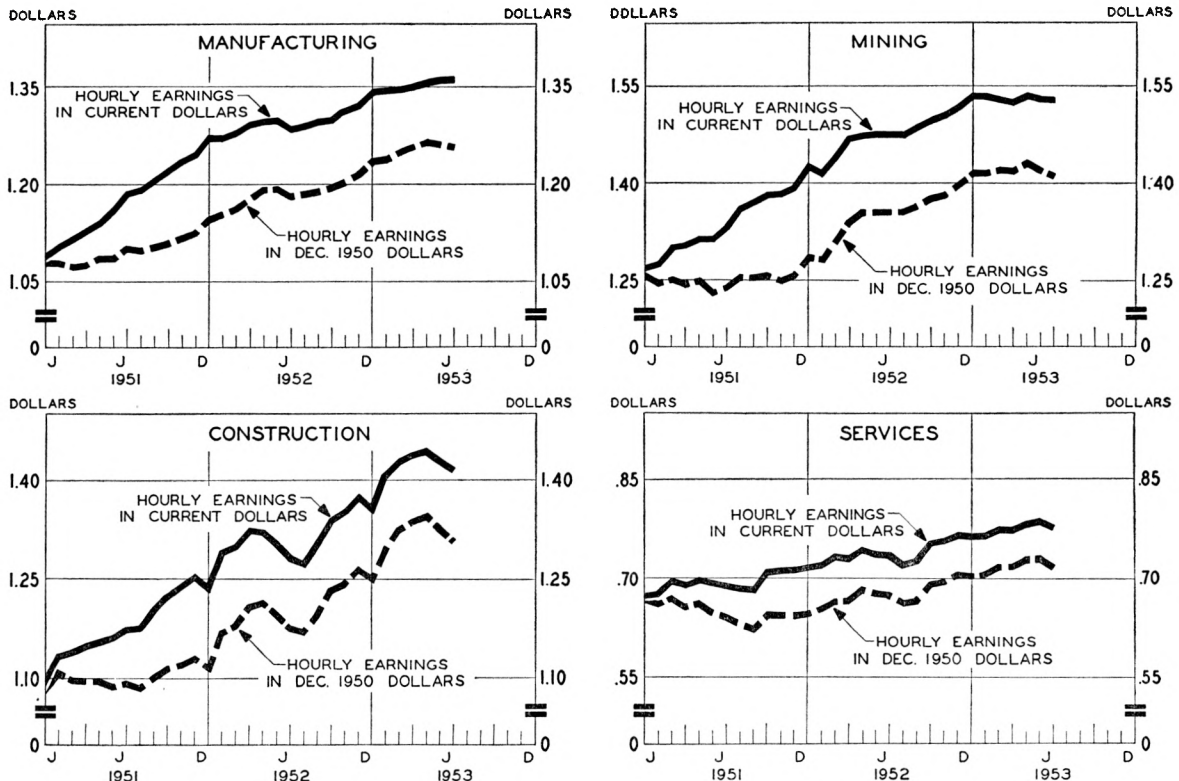 DOLLARS DOLLARS
MANUFACTURING
1.35 1.35
HOURLY EARNINGS
IN CURRENT DOLLARS
1.20 1.20
HOURLY EARNINGS
IN DEC. 1950 DOLLARS
1.05 1.05
0 0
J J D J D J D
1951 1952 1953
DDLLARS DOLLARS
MINING
1.55 1.55
HOURLY EARNINGS
IN CURRENT DOLLARS
1.40 1.40
HOURLY EARNINGS
IN DEC. 1950 DOLLARS
1.25 1.25
0 0
J J D J D J D
1951 1952 1953
DOLLARS DOLLARS
CONSTRUCTION
1.40 1.40
HOURLY EARNINGS
IN CURRENT DOLLARS
1.25 1.25
HOURLY EARNINGS
IN DEC. 1950 DOLLARS
1.10 1.10
0 0
J J D J D J D
1951 1952 1953
DOLLARS DOLLARS
SERVICES
.85 .85
HOURLY EARNINGS
IN CURRENT DOLLARS
.70 .70
HOURLY EARNINGS
IN DEC. 1950 DOLLARS
.55 .55
0 0
J J D J D J D
1951 1952 1953